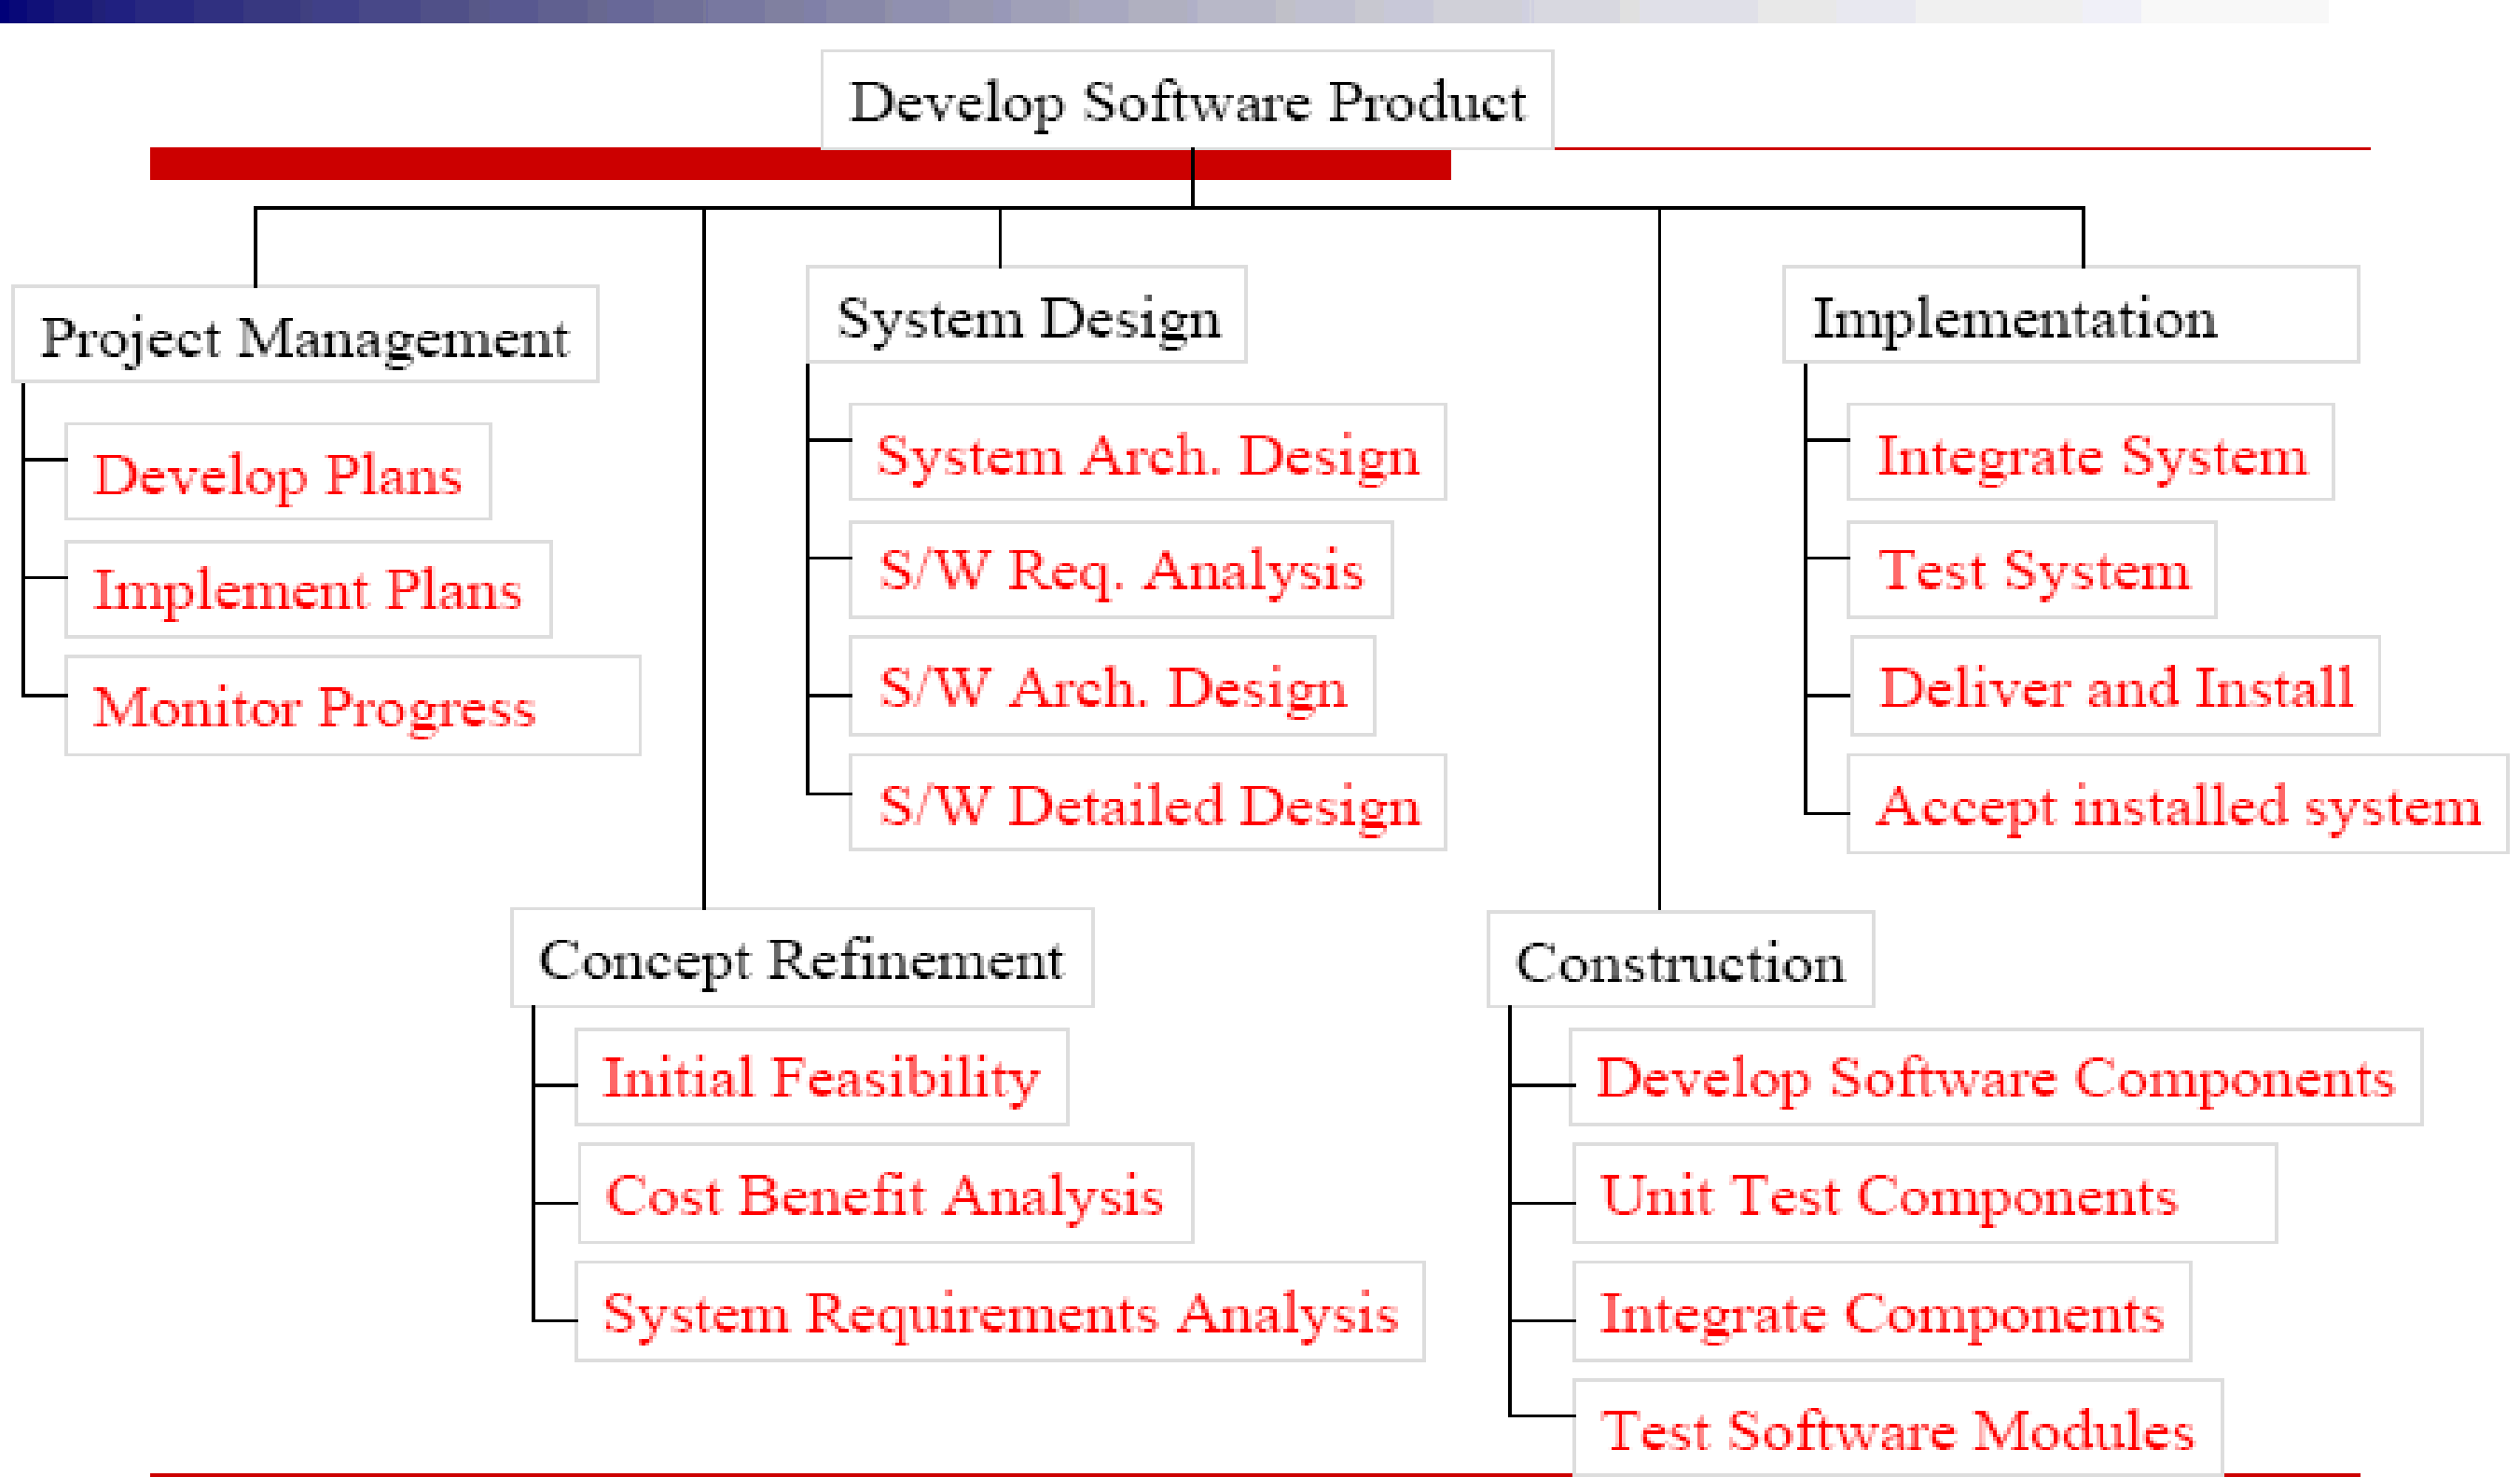 Develop Software Product
Project Management
Develop Plans
Implement Plans
Monitor Progress
Concept Refinement
Initial Feasibility
Cost Benefit Analysis
System Requirements Analysis
System Design
System Arch. Design
S/W Req. Analysis
S/W Arch. Design
S/W Detailed Design
Construction
Develop Software Components
Unit Test Components
Integrate Components
Test Software Modules
Implementation
Integrate System
Test System
Deliver and Install
Accept installed system